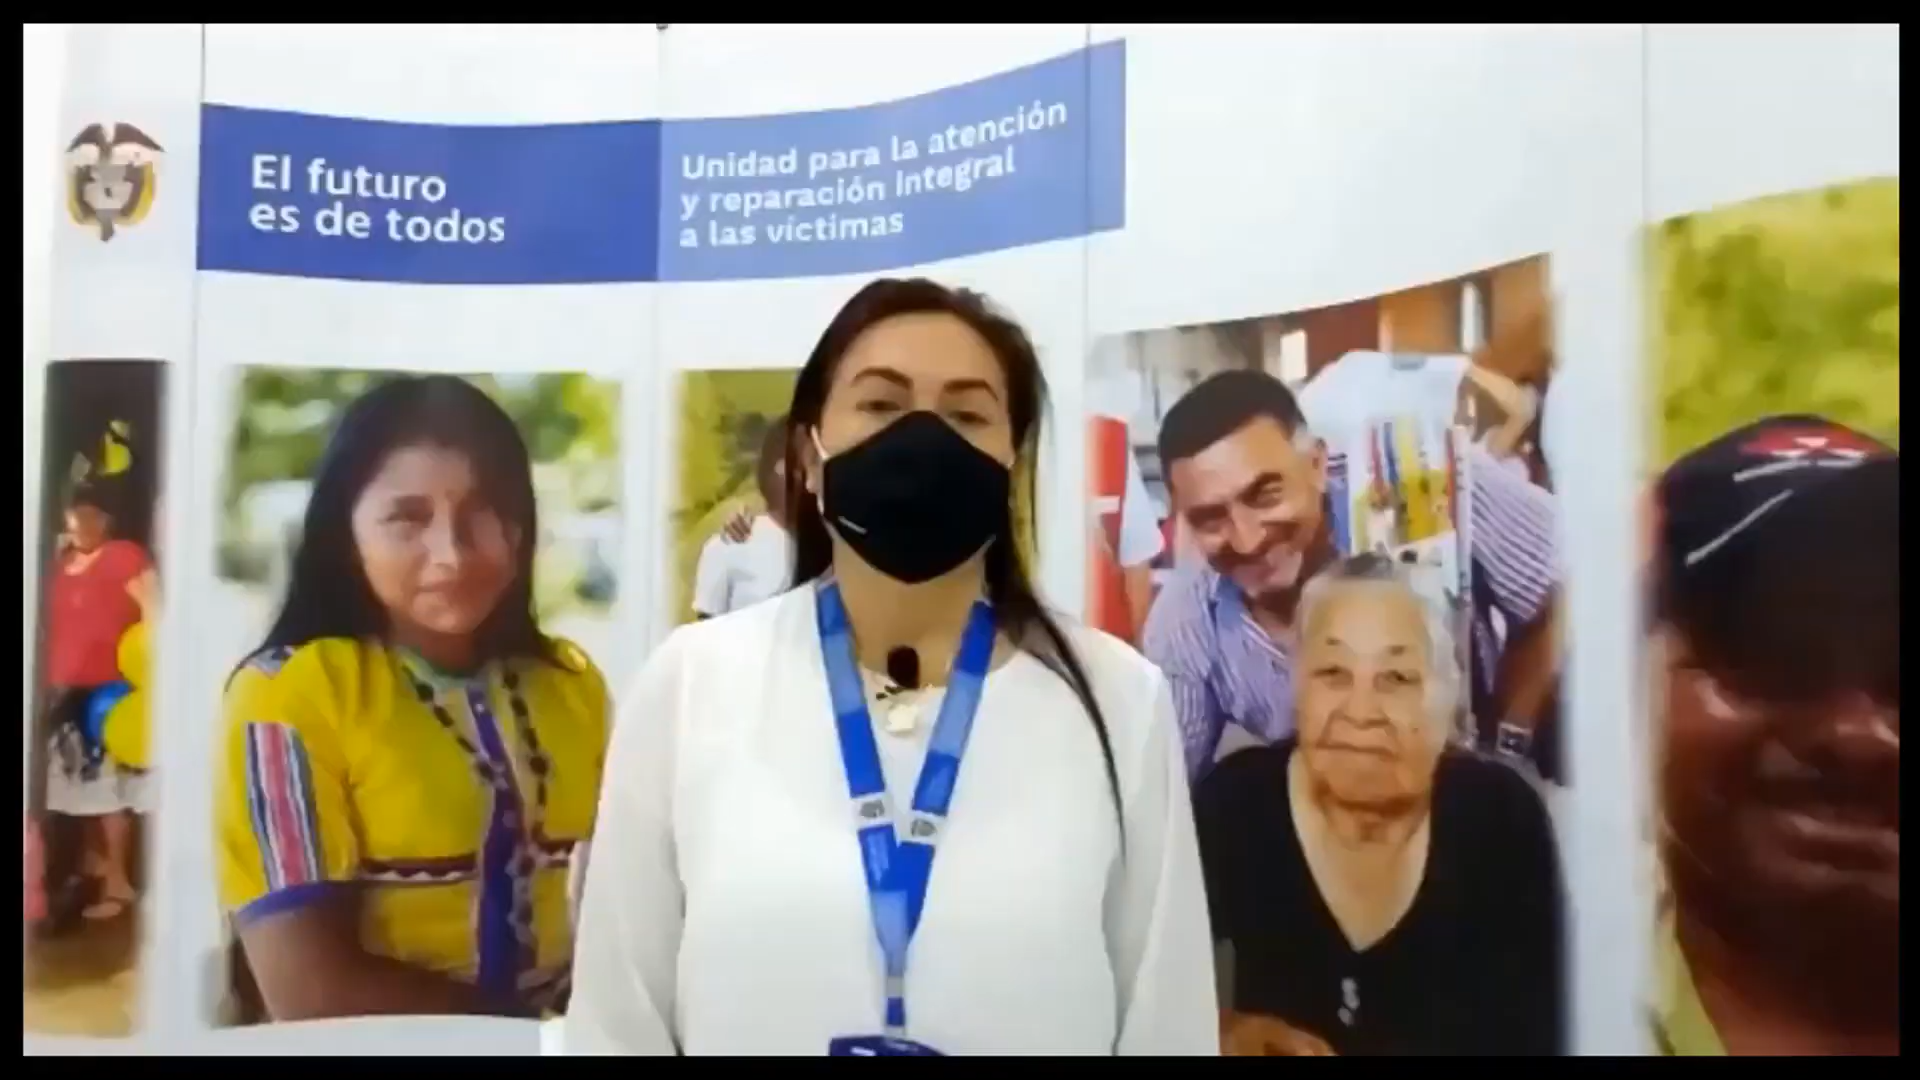 El futuro
es de todos
Unidad para la atención
y reparación integral
a las víctimas